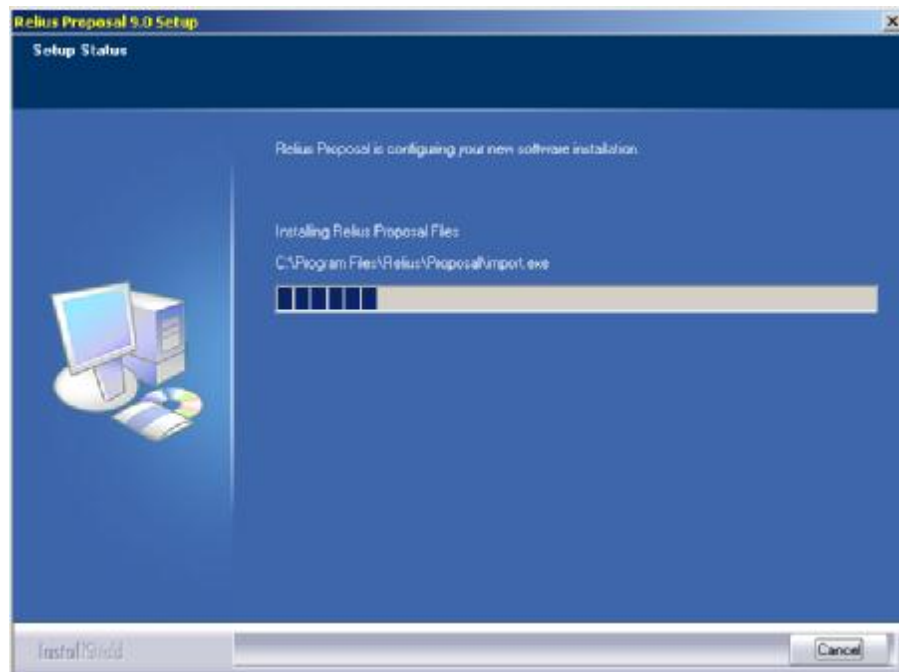 Relius Proposal 9.0 Setup
Setup Status
Relius Proposal is configuring your new software installation.
Installing Relius Proposal Files
C:\Program Files\Relius\Proposal\import.exe
InstallShield
Cancel